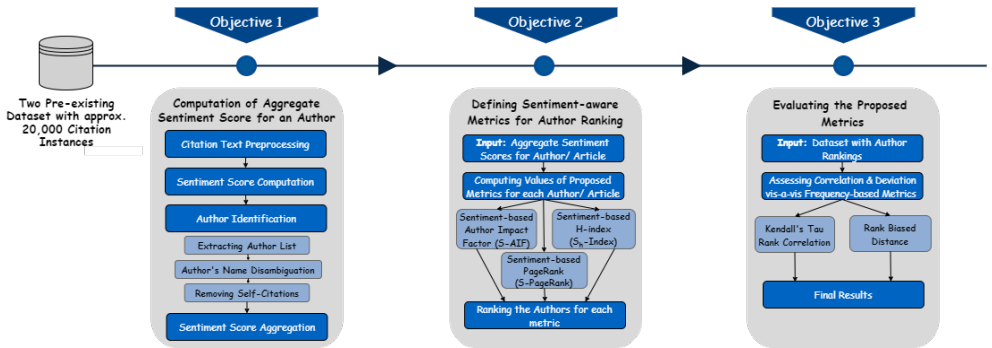 Objective 1
Objective 2
Objective 3
Two Pre-existing
Dataset with approx.
20,000 Citation
Instances
Computation of Aggregate
Sentiment Score for an Author
Citation Text Preprocessing
Sentiment Score Computation
Author Identification
Extracting Author List
Author's Name Disambiguation
Removing Self-Citations
Sentiment Score Aggregation
Defining Sentiment-aware
Metrics for Author Ranking
Input: Aggregate Sentiment
Scores for Author/ Article
Computing Values of Proposed
Metrics for each Author/ Article
Sentiment-based
Author Impact
Factor (S-AIF)
Sentiment-based
H-index
(Sh-Index)
Sentiment-based
PageRank
(S-PageRank)
Ranking the Authors for each
metric
Evaluating the Proposed
Metrics
Input: Dataset with Author
Rankings
Assessing Correlation & Deviation
vis-a-vis Frequency-based Metrics
Kendall's Tau
Rank Correlation
Rank Biased
Distance
Final Results